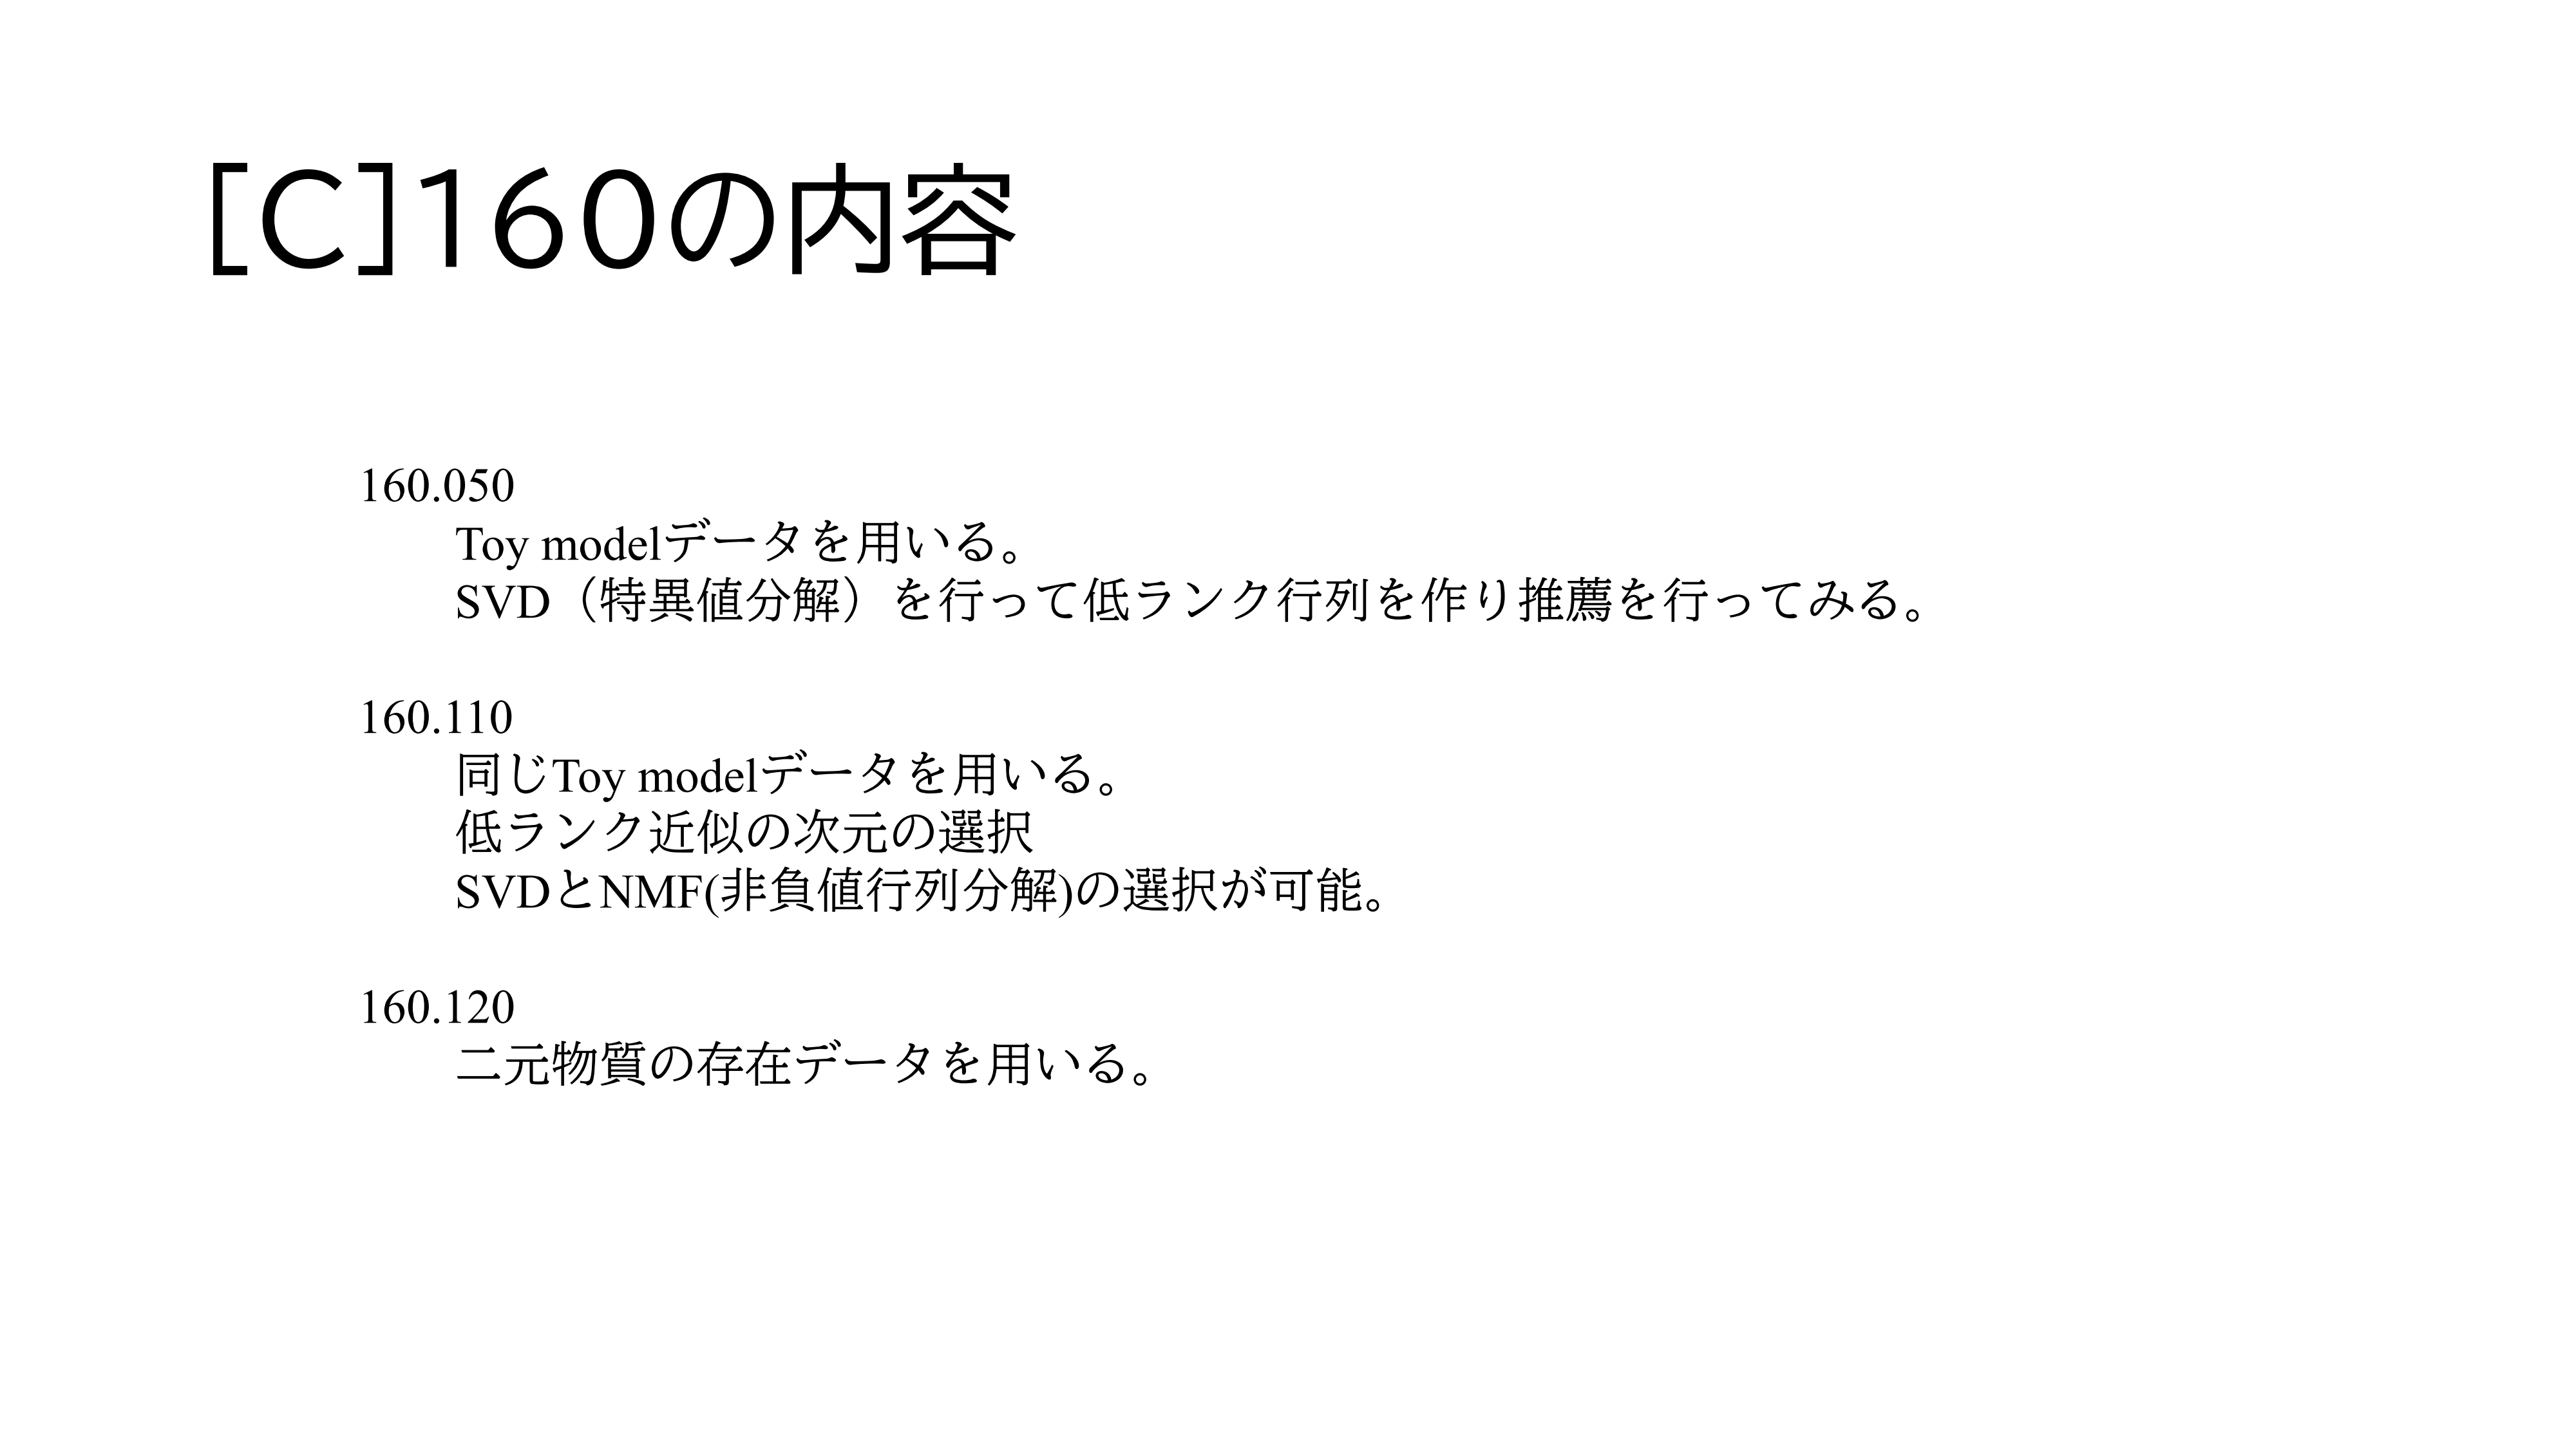 [C]160の内容
160.050
Toy modelデータを用いる。
SVD（特異値分解）を行って低ランク行列を作り推薦を行ってみる。
160.110
同じToy modelデータを用いる。
低ランク近似の次元の選択
SVDとNMF(非負値行列分解)の選択が可能。
160.120
二元物質の存在データを用いる。